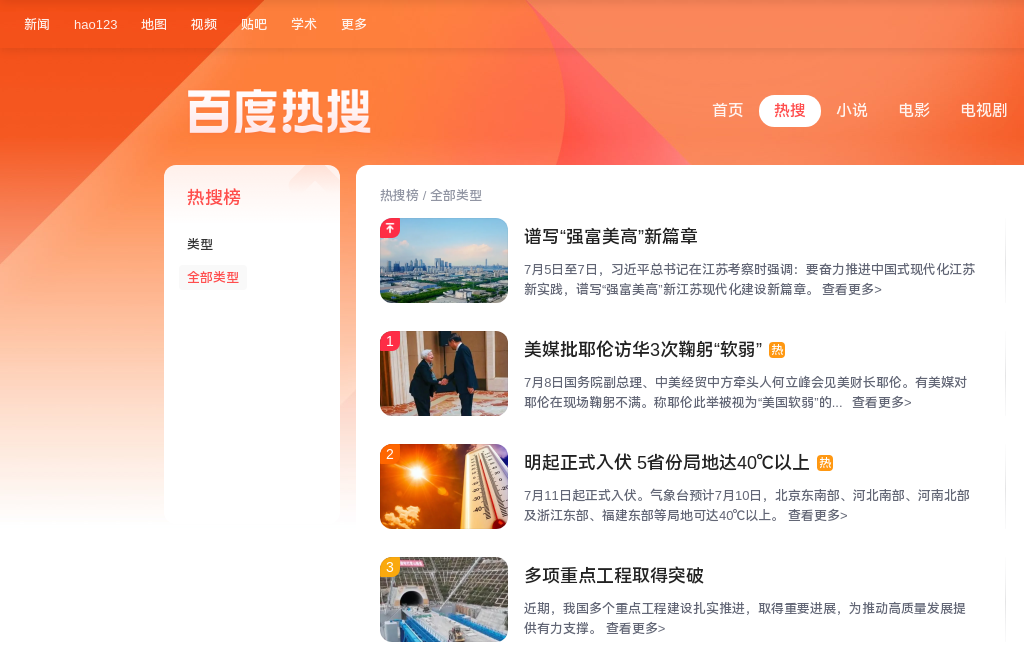 新闻 hao123 地图 视频 贴吧 学术 更多
百度热搜
首页 热搜 小说 电影 电视剧
热搜榜
类型
全部类型
热搜榜 / 全部类型
谱写“强富美高”新篇章
7月5日至7日，习近平总书记在江苏考察时强调：要奋力推进中国式现代化江苏
新实践，谱写“强富美高”新江苏现代化建设新篇章。 查看更多>
1
美媒批耶伦访华3次鞠躬“软弱” 热
7月8日国务院副总理、中美经贸中方牵头人何立峰会见美财长耶伦。有美媒对
耶伦在现场鞠躬不满。称耶伦此举被视为“美国软弱”的... 查看更多>
2
明起正式入伏 5省份局地达40℃以上 热
7月11日起正式入伏。气象台预计7月10日，北京东南部、河北南部、河南北部
及浙江东部、福建东部等局地可达40℃以上。 查看更多>
3
多项重点工程取得突破
近期，我国多个重点工程建设扎实推进，取得重要进展，为推动高质量发展提
供有力支撑。 查看更多>